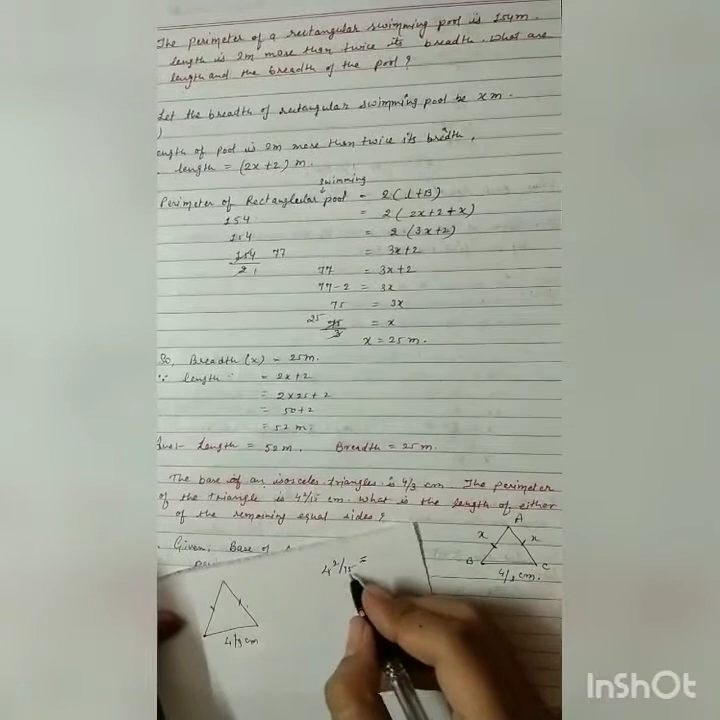 The perimeter of a rectangular swimming pool is 154m.
length is 2m more than twice its breadth. What are
length and the breadth of the pool?
Let the breadth of rectangular swimming pool be x m.
)
ength of pool is 2m more than twice its breadth,
. length = (2x+2) m.
swimming
Perimeter of Rectangleular pool = 2(l+B)
154 = 2(2x+2+x)
154 = 2(3x+2)
154/2 77 = 3x+2
77 = 3x+2
77-2 = 3x
75 = 3x
25 75/3 = x
x = 25 m.
So, Breadth (x) = 25m.
∵ length = 2x+2
= 2x25+2
= 50+2
= 52 m
Length = 52m, Breadth = 25m.
The base of an isosceles triangles is 4/3 cm. The perimeter
of the triangle is 4 2/15 cm. What is the length of either
of the remaining equal sides?
A
x x
B C
4/3 cm.
Given: Base of
4 2/15 =
4/3 cm
InShOt